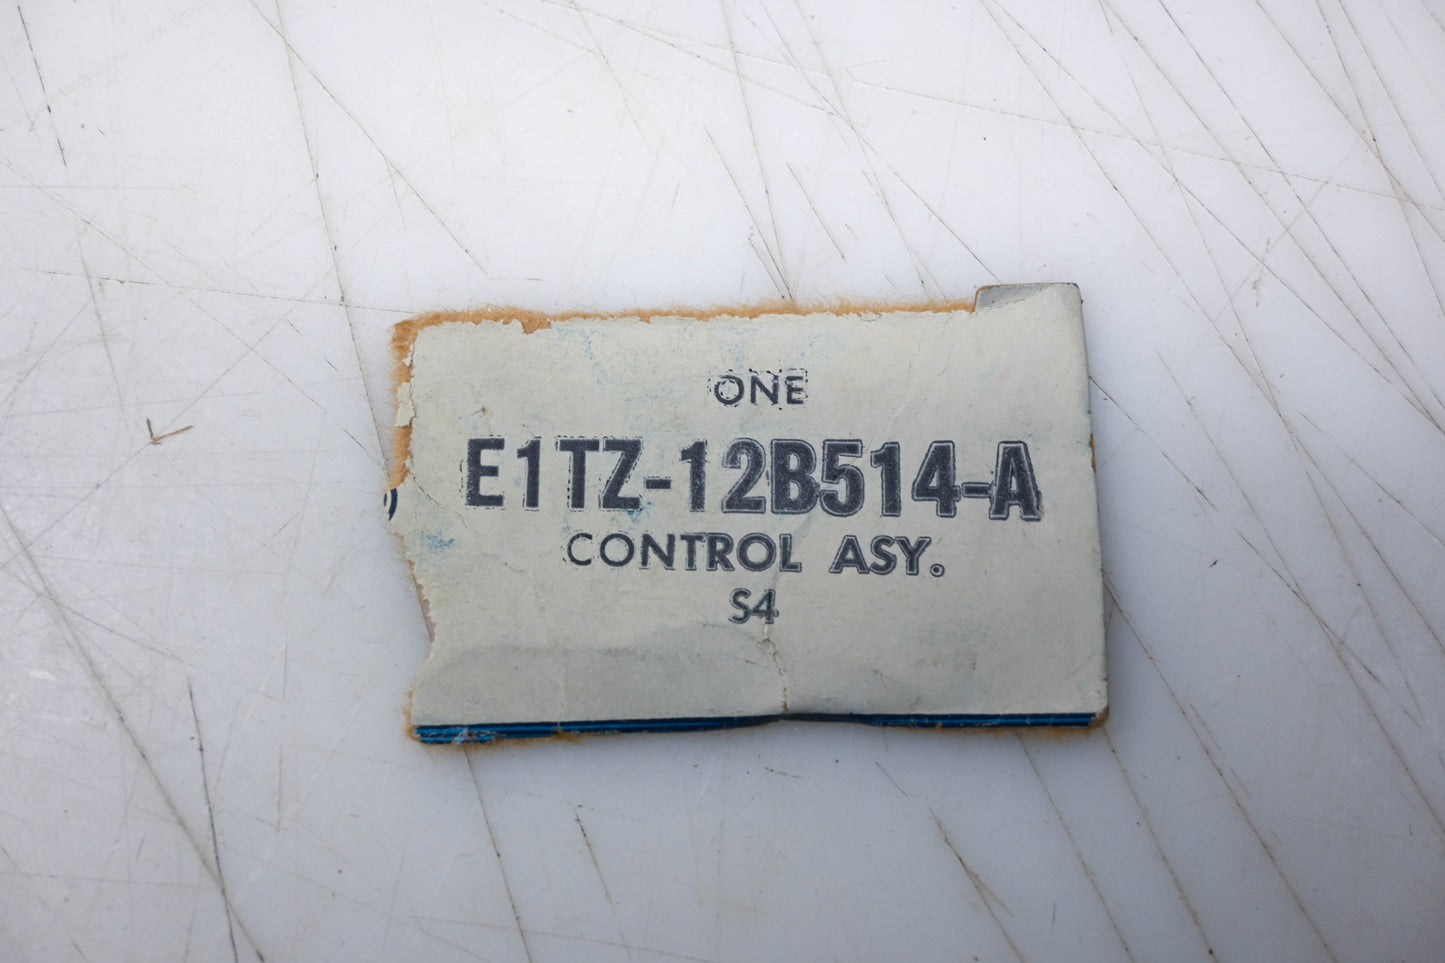 ONE
E1TZ-12B514-A
CONTROL ASY.
S4